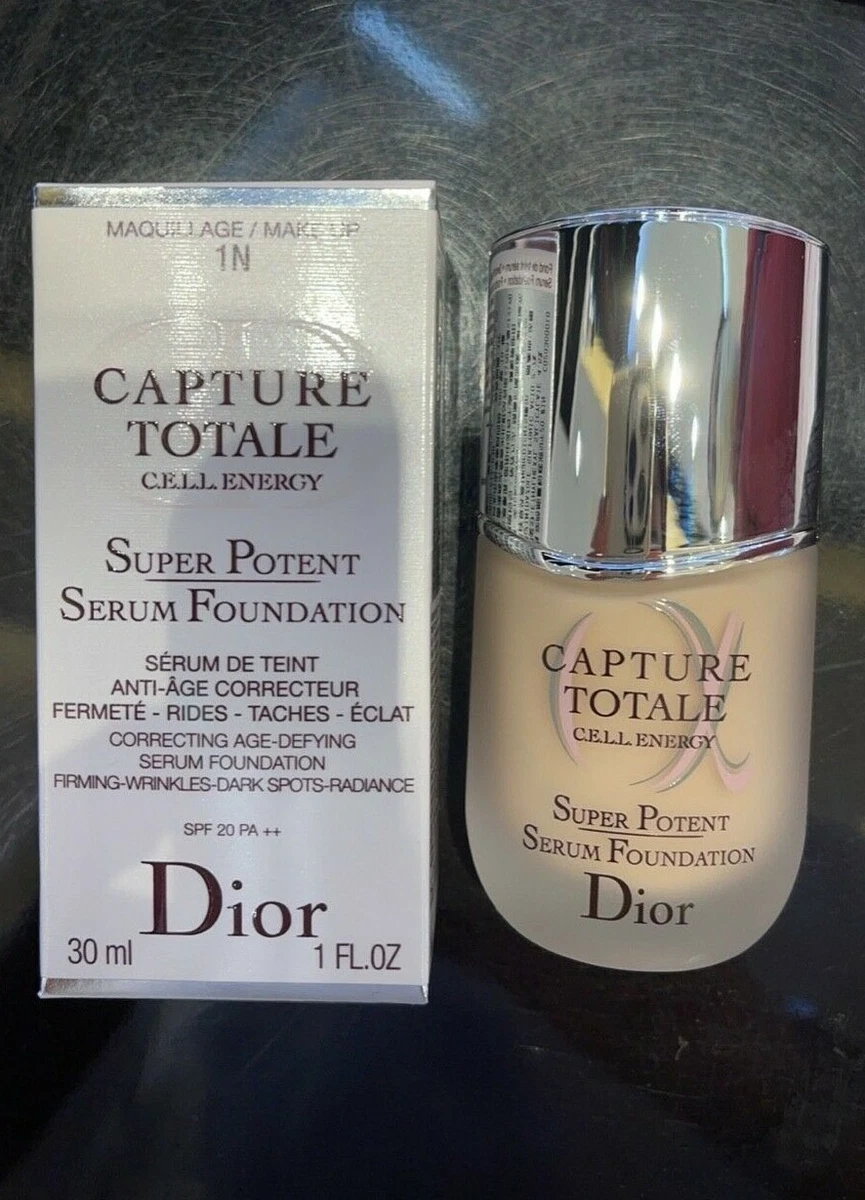 MAQUILLAGE / MAKE-UP
1N
CAPTURE
TOTALE
C.E.L.L. ENERGY
SUPER POTENT
SERUM FOUNDATION
SÉRUM DE TEINT
ANTI-ÂGE CORRECTEUR
FERMETÉ - RIDES - TACHES - ÉCLAT
CORRECTING AGE-DEFYING
SERUM FOUNDATION
FIRMING-WRINKLES-DARK SPOTS-RADIANCE
SPF 20 PA ++
Dior
30 ml 1 FL.OZ
CAPTURE
TOTALE
C.E.L.L. ENERGY
SUPER POTENT
SERUM FOUNDATION
Dior